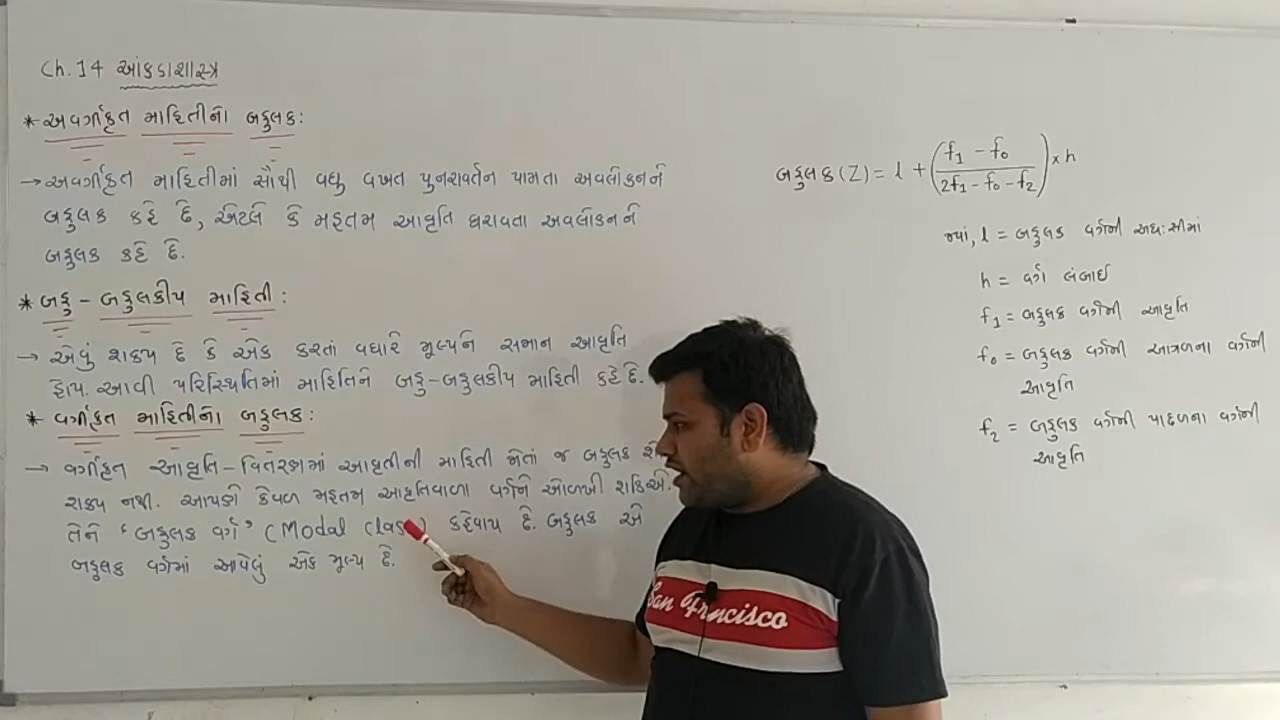 Ch. 14 આંકડાશાસ્ત્ર
* અવર્ગીકૃત માહિતીનો બહુલક:
→ અવર્ગીકૃત માહિતીમાં સૌથી વધુ વખત પુનરાવર્તન પામતા અવલોકનને
બહુલક કહે છે, એટલે કે મહત્તમ આવૃતિ ધરાવતા અવલોકનને
બહુલક કહે છે.
* બહુ - બહુલકીય માહિતી:
→ એવું શક્ય છે કે એક કરતાં વધારે મૂલ્યને સમાન આવૃતિ
હોય. આવી પરિસ્થિતિમાં માહિતિને બહુ-બહુલકીય માહિતી કહે છે.
* વર્ગીકૃત માહિતીનો બહુલક:
→ વર્ગીકૃત આવૃતિ-વિતરણમાં આવૃતીની માહિતી જોતાં જ બહુલક
શક્ય નથી. આપણે કેવળ મહત્તમ આવૃતિવાળા વર્ગને ઓળખી શકીએ.
તેને 'બહુલક વર્ગ' (Modal Class) કહેવાય છે. બહુલક એ
બહુલક વર્ગમાં આપેલું એક મૂલ્ય છે.
બહુલક (Z) = l + (f1 - f0 / 2f1 - f0 - f2) × h
જ્યાં, l = બહુલક વર્ગની અધઃસીમાં
h = વર્ગ લંબાઈ
f1 = બહુલક વર્ગની આવૃતિ
f0 = બહુલક વર્ગની આગળના વર્ગની
આવૃતિ
f2 = બહુલક વર્ગની પાછળના વર્ગની
આવૃતિ
San Francisco